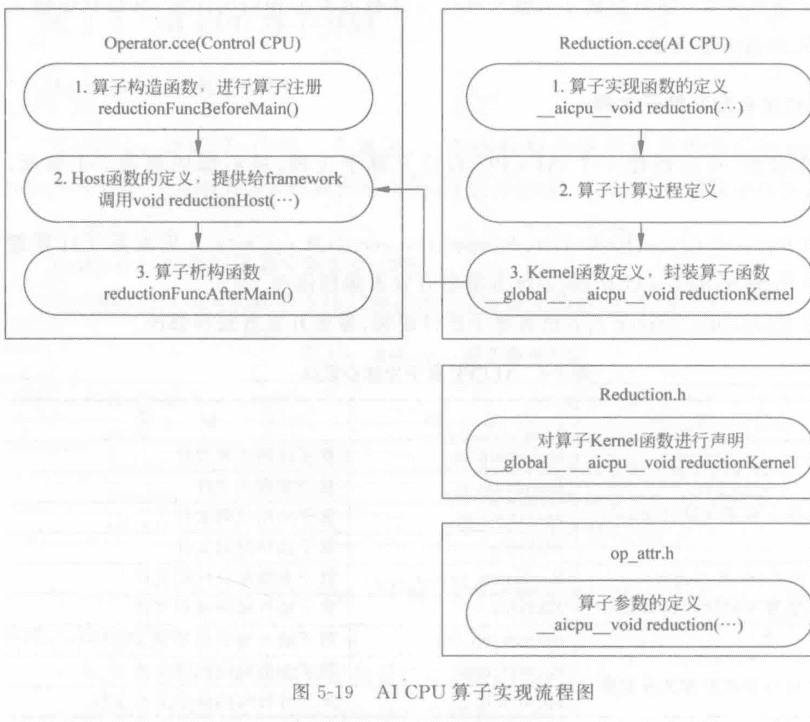 Operator.cce(Control CPU)
1. 算子构造函数，进行算子注册
reductionFuncBeforeMain()
2. Host函数的定义，提供给framework
调用void reductionHost(…)
3. 算子析构函数
reductionFuncAfterMain()
Reduction.cce(AI CPU)
1. 算子实现函数的定义
__aicpu__void reduction(…)
2. 算子计算过程定义
3. Kernel函数定义，封装算子函数
__global__ __aicpu__void reductionKernel
Reduction.h
对算子Kernel函数进行声明
__global__ __aicpu__void reductionKernel
op_attr.h
算子参数的定义
__aicpu__void reduction(…)
图 5-19 AI CPU 算子实现流程图